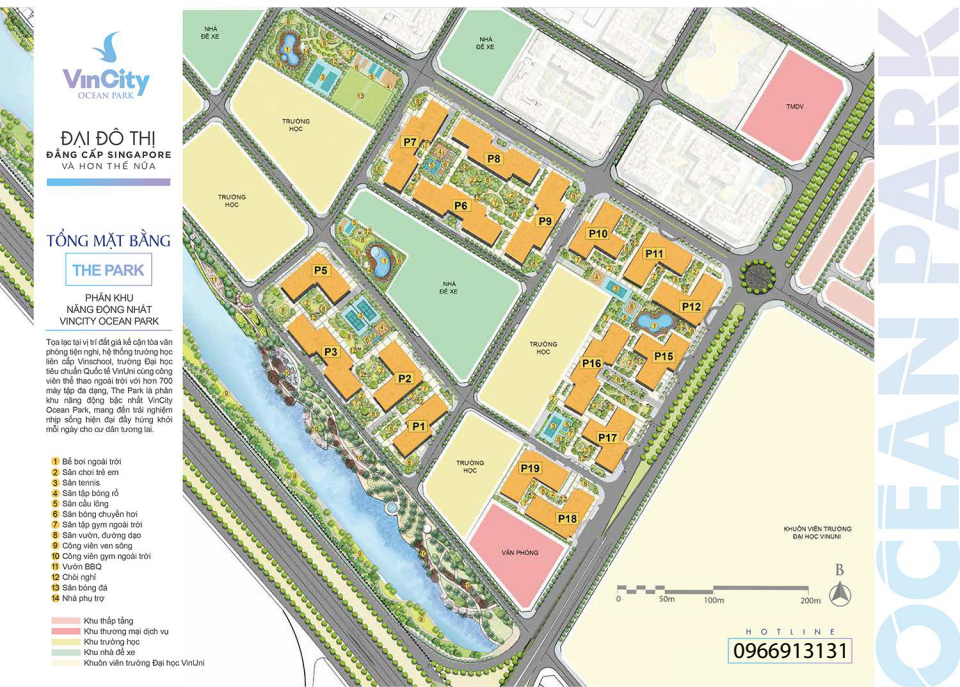 VINCITY
OCEAN PARK
ĐẠI ĐÔ THỊ
ĐẲNG CẤP SINGAPORE
VÀ HƠN THẾ NỮA
TỔNG MẶT BẰNG
THE PARK
PHÂN KHU
NĂNG ĐỘNG NHẤT
VINCITY OCEAN PARK
Tọa lạc tại vị trí đắt giá kế cận tòa văn
phòng tiện nghi, hệ thống trường học
liên cấp Vinschool, trường Đại học
tiêu chuẩn Quốc tế VinUni cùng công
viên thể thao ngoài trời với hơn 700
máy tập đa dạng, The Park là phân
khu năng động bậc nhất VinCity
Ocean Park, mang đến trải nghiệm
nhịp sống hiện đại đầy hứng khởi
mỗi ngày cho cư dân tương lai.
1 Bể bơi ngoài trời
2 Sân chơi trẻ em
3 Sân tennis
4 Sân tập bóng rổ
5 Sân cầu lông
6 Sân bóng chuyền hơi
7 Sân tập gym ngoài trời
8 Sân vườn, đường dạo
9 Công viên ven sông
10 Công viên gym ngoài trời
11 Vườn BBQ
12 Chòi nghỉ
13 Sân bóng đá
14 Nhà phụ trợ
Khu thấp tầng
Khu thương mại dịch vụ
Khu trường học
Khu nhà để xe
Khuôn viên trường Đại học VinUni
NHÀ
ĐỂ XE
NHÀ
ĐỂ XE
TMDV
TRƯỜNG
HỌC
TRƯỜNG
HỌC
P7
P8
P6
P9
P10
P11
P12
P5
NHÀ
ĐỂ XE
P3
P2
P1
TRƯỜNG
HỌC
P16
P15
P17
TRƯỜNG
HỌC
P19
P18
VĂN PHÒNG
KHUÔN VIÊN TRƯỜNG
ĐẠI HỌC VINUNI
B
0 50m 100m 200m
HOTLINE
0966913131
OCEAN PARK